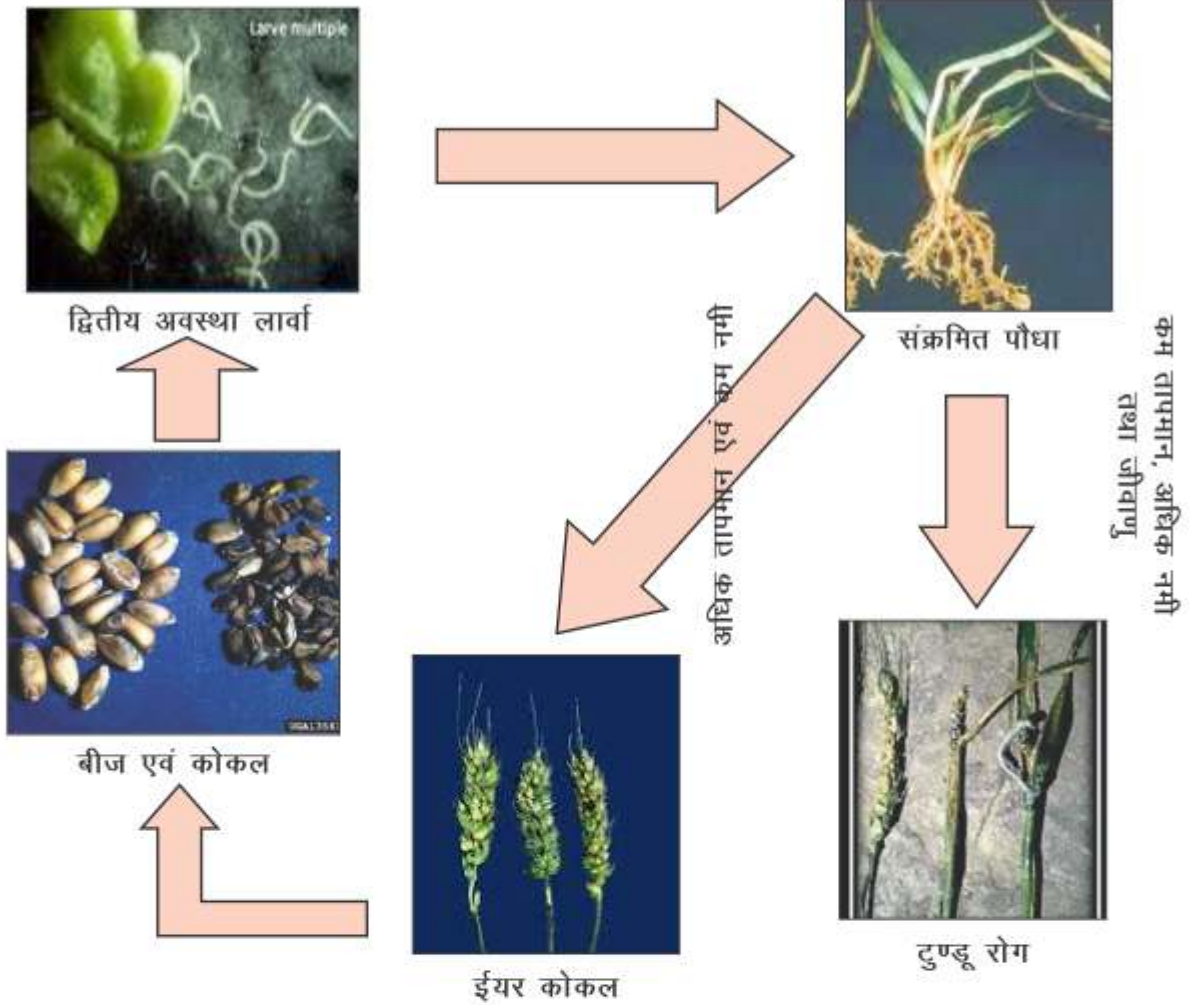 Larve multiple
द्वितीय अवस्था लार्वा
संक्रमित पौधा
अधिक तापमान एवं कम नमी
कम तापमान, अधिक नमी
तथा जीवाणु
बीज एवं कोकल
ईयर कोकल
टुण्डू रोग